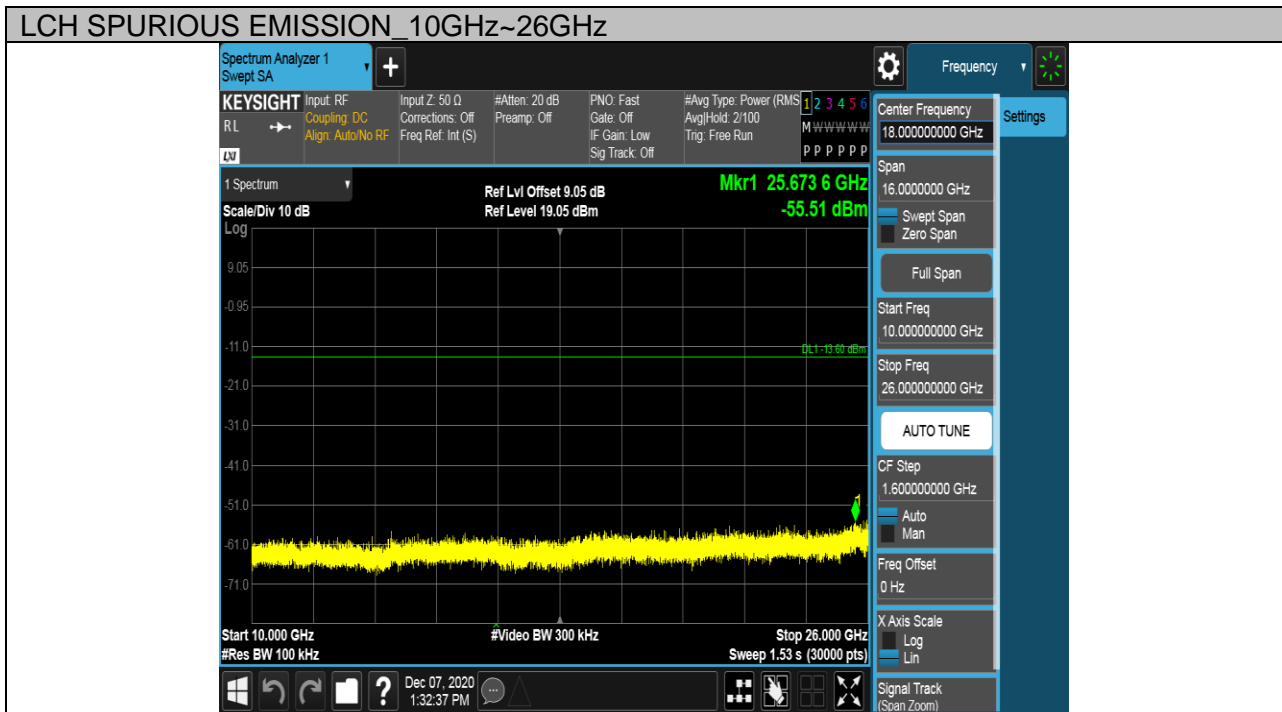 LCH SPURIOUS EMISSION_10GHz~26GHz
Spectrum Analyzer 1
Swept SA
Frequency
KEYSIGHT
RL
LXI
Input: RF
Coupling: DC
Align: Auto/No RF
Input Z: 50 Ω
Corrections: Off
Freq Ref: Int (S)
#Atten: 20 dB
Preamp: Off
PNO: Fast
Gate: Off
IF Gain: Low
Sig Track: Off
#Avg Type: Power (RMS
Avg|Hold: 2/100
Trig: Free Run
1 2 3 4 5 6
M W W W W W
P P P P P P
1 Spectrum
Scale/Div 10 dB
Ref Lvl Offset 9.05 dB
Ref Level 19.05 dBm
Mkr1 25.673 6 GHz
-55.51 dBm
Log
9.05
-0.95
-11.0
DL1 -13.60 dBm
-21.0
-31.0
-41.0
-51.0
1
-61.0
-71.0
Start 10.000 GHz
#Res BW 100 kHz
#Video BW 300 kHz
Stop 26.000 GHz
Sweep 1.53 s (30000 pts)
?
Dec 07, 2020
1:32:37 PM
Center Frequency
18.000000000 GHz
Settings
Span
16.0000000 GHz
Swept Span
Zero Span
Full Span
Start Freq
10.000000000 GHz
Stop Freq
26.000000000 GHz
AUTO TUNE
CF Step
1.600000000 GHz
Auto
Man
Freq Offset
0 Hz
X Axis Scale
Log
Lin
Signal Track
(Span Zoom)